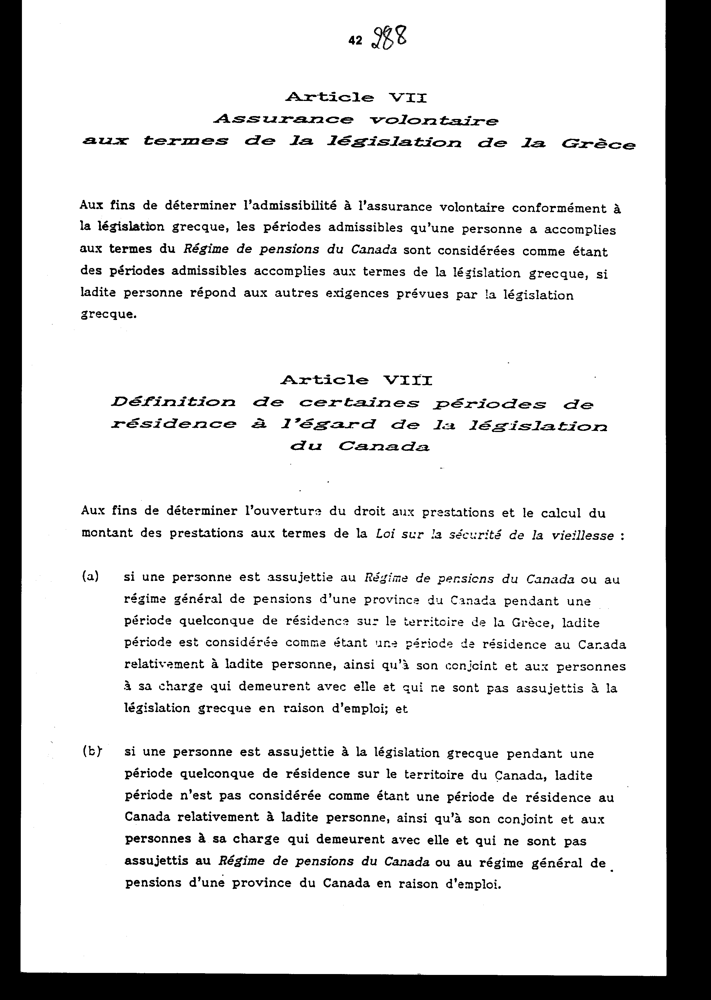 42 288
Article VII
Assurance volontaire
aux termes de la législation de la Grèce
Aux fins de déterminer l'admissibilité à l'assurance volontaire conformément à
la législation grecque, les périodes admissibles qu'une personne a accomplies
aux termes du Régime de pensions du Canada sont considérées comme étant
des périodes admissibles accomplies aux termes de la législation grecque, si
ladite personne répond aux autres exigences prévues par la législation
grecque.
Article VIII
Définition de certaines périodes de
résidence à l'égard de la législation
du Canada
Aux fins de déterminer l'ouverture du droit aux prestations et le calcul du
montant des prestations aux termes de la Loi sur la sécurité de la vieillesse :
(a) si une personne est assujettie au Régime de pensions du Canada ou au
régime général de pensions d'une province du Canada pendant une
période quelconque de résidence sur le territoire de la Grèce, ladite
période est considérée comme étant une période de résidence au Canada
relativement à ladite personne, ainsi qu'à son conjoint et aux personnes
à sa charge qui demeurent avec elle et qui ne sont pas assujettis à la
législation grecque en raison d'emploi; et
(b) si une personne est assujettie à la législation grecque pendant une
période quelconque de résidence sur le territoire du Canada, ladite
période n'est pas considérée comme étant une période de résidence au
Canada relativement à ladite personne, ainsi qu'à son conjoint et aux
personnes à sa charge qui demeurent avec elle et qui ne sont pas
assujettis au Régime de pensions du Canada ou au régime général de
pensions d'une province du Canada en raison d'emploi.